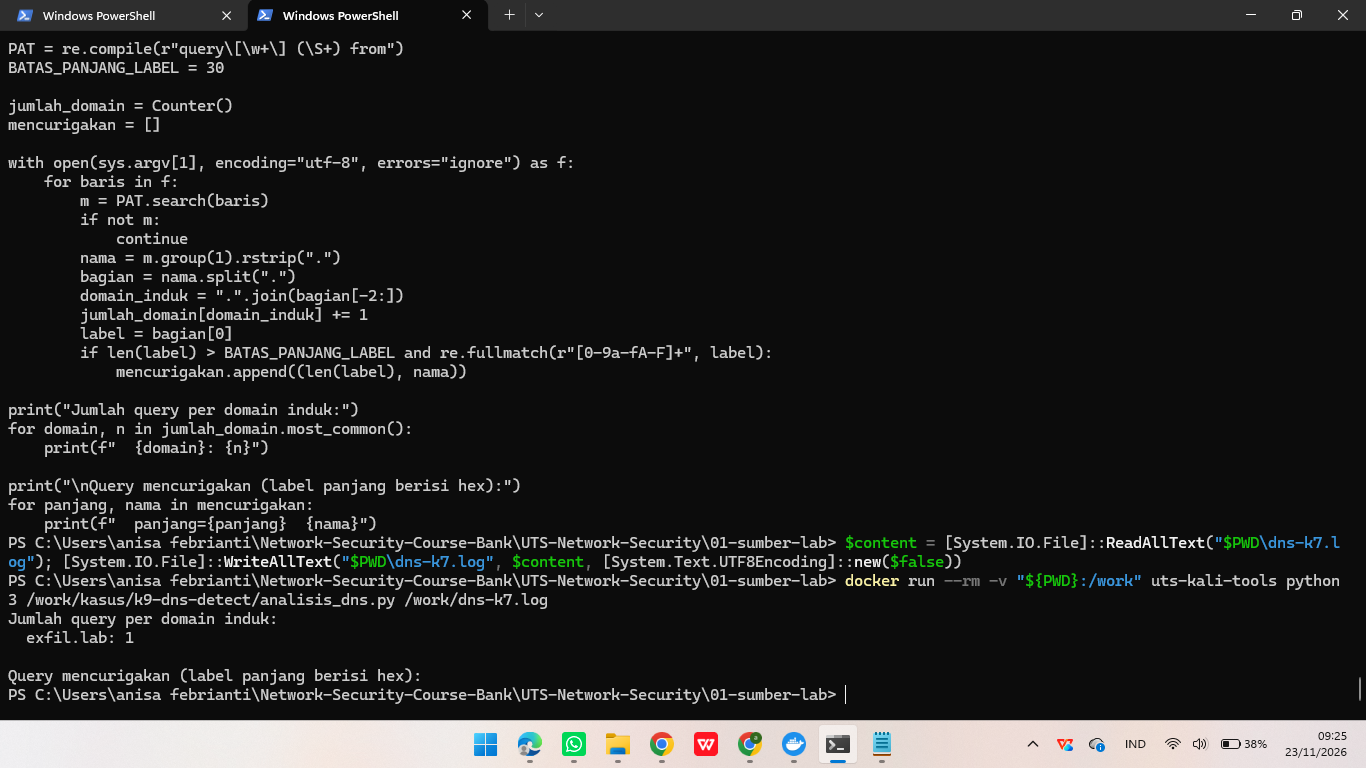 Windows PowerShell
Windows PowerShell
PAT = re.compile(r"query\[\w+\] (\S+) from")
BATAS_PANJANG_LABEL = 30
jumlah_domain = Counter()
mencurigakan = []
with open(sys.argv[1], encoding="utf-8", errors="ignore") as f:
    for baris in f:
        m = PAT.search(baris)
        if not m:
            continue
        nama = m.group(1).rstrip(".")
        bagian = nama.split(".")
        domain_induk = ".".join(bagian[-2:])
        jumlah_domain[domain_induk] += 1
        label = bagian[0]
        if len(label) > BATAS_PANJANG_LABEL and re.fullmatch(r"[0-9a-fA-F]+", label):
            mencurigakan.append((len(label), nama))
print("Jumlah query per domain induk:")
for domain, n in jumlah_domain.most_common():
    print(f"  {domain}: {n}")
print("\nQuery mencurigakan (label panjang berisi hex):")
for panjang, nama in mencurigakan:
    print(f"  panjang={panjang}  {nama}")
PS C:\Users\anisa febrianti\Network-Security-Course-Bank\UTS-Network-Security\01-sumber-lab> $content = [System.IO.File]::ReadAllText("$PWD\dns-k7.l
og"); [System.IO.File]::WriteAllText("$PWD\dns-k7.log", $content, [System.Text.UTF8Encoding]::new($false))
PS C:\Users\anisa febrianti\Network-Security-Course-Bank\UTS-Network-Security\01-sumber-lab> docker run --rm -v "${PWD}:/work" uts-kali-tools python
3 /work/kasus/k9-dns-detect/analisis_dns.py /work/dns-k7.log
Jumlah query per domain induk:
  exfil.lab: 1
Query mencurigakan (label panjang berisi hex):
PS C:\Users\anisa febrianti\Network-Security-Course-Bank\UTS-Network-Security\01-sumber-lab>
IND
38%
09:25
23/11/2026